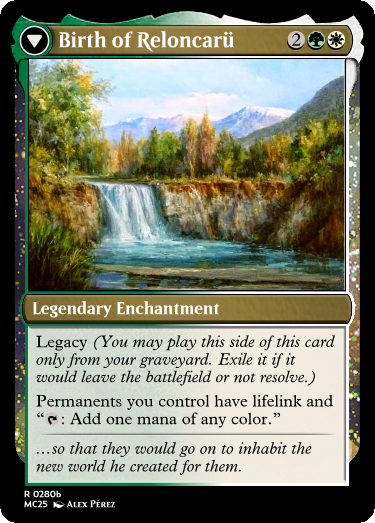 Birth of Reloncarü 2
Legendary Enchantment
Legacy (You may play this side of this card
only from your graveyard. Exile it if it
would leave the battlefield or not resolve.)
Permanents you control have lifelink and
“: Add one mana of any color.”
…so that they would go on to inhabit the
new world he created for them.
R 0280b
MC25 Alex Pérez